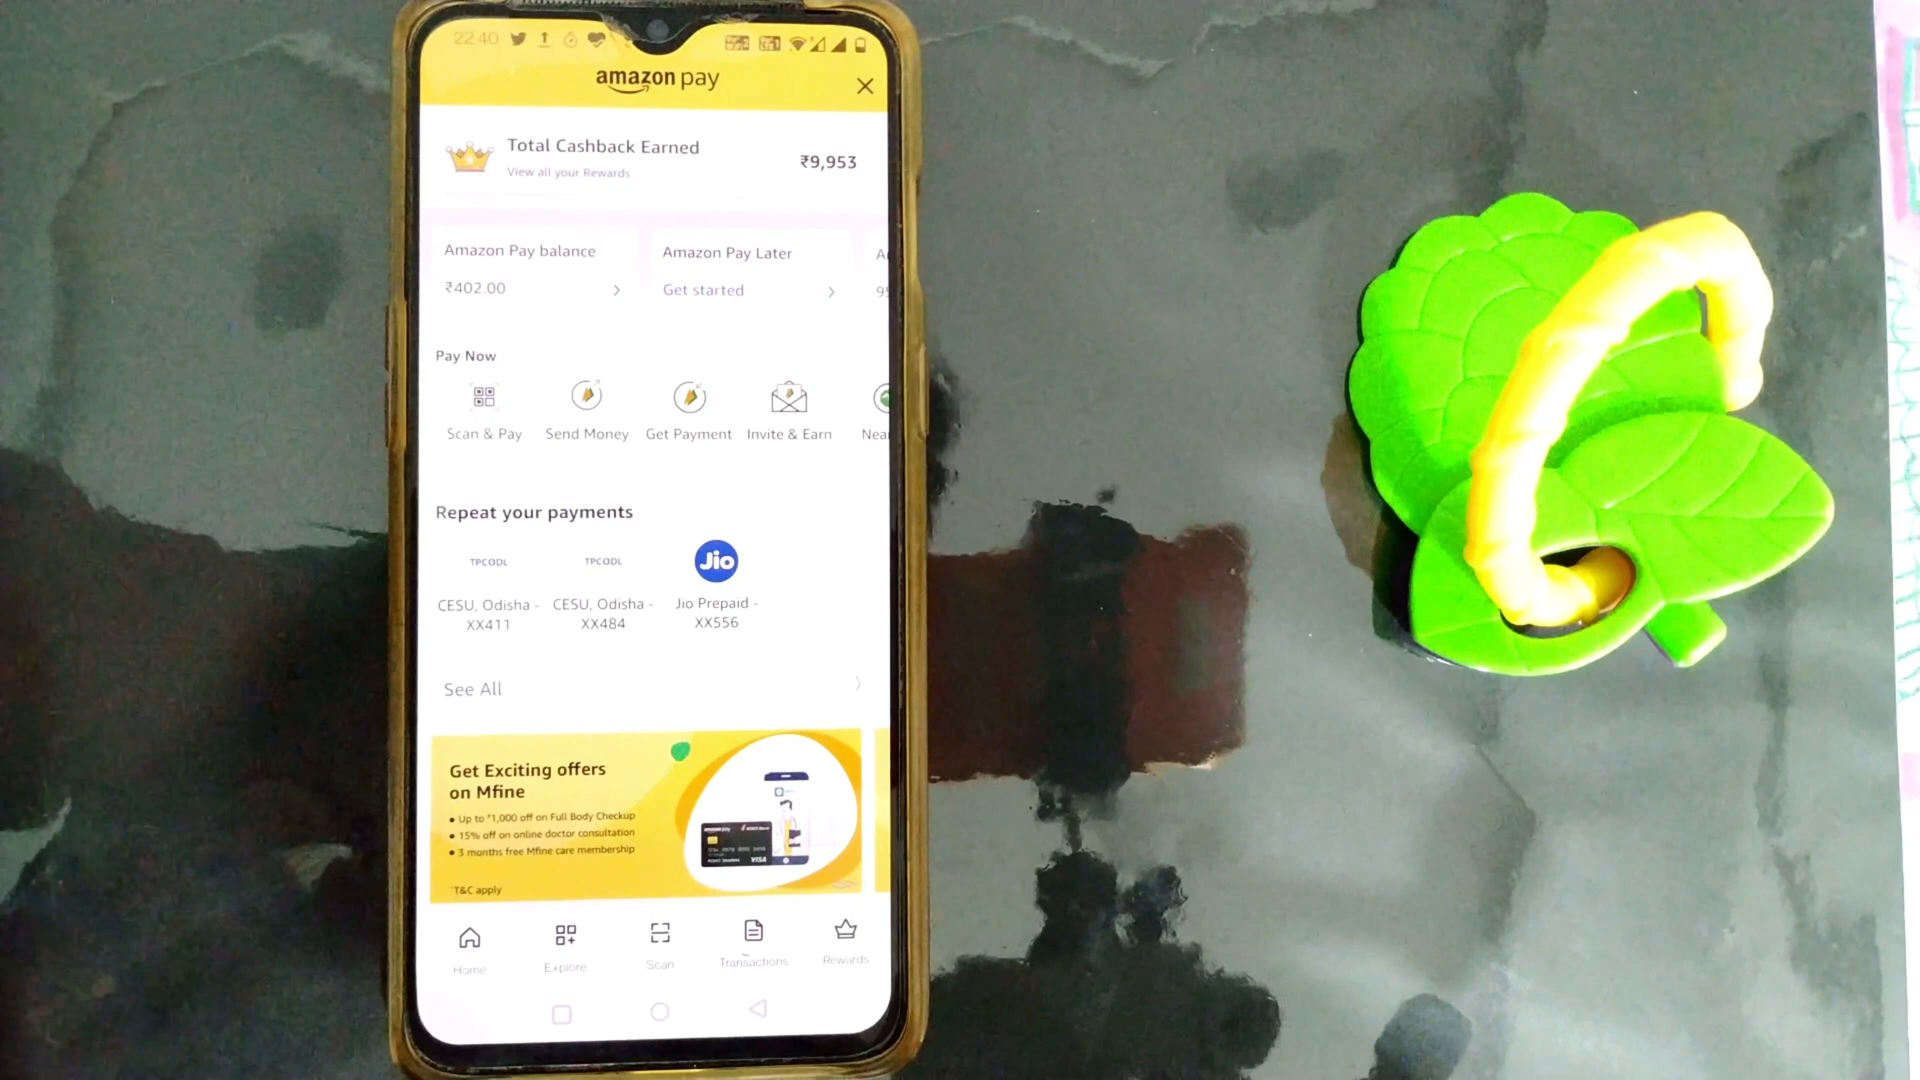 22:40
amazon pay
Total Cashback Earned
₹9,953
View all your Rewards
Amazon Pay balance
₹402.00
Amazon Pay Later
Get started
Pay Now
Scan & Pay
Send Money
Get Payment
Invite & Earn
Repeat your payments
TPCODL
CESU, Odisha -
XX411
TPCODL
CESU, Odisha -
XX484
Jio
Jio Prepaid -
XX556
See All
Get Exciting offers
on Mfine
• Up to ₹1,000 off on Full Body Checkup
• 15% off on online doctor consultation
• 3 months free Mfine care membership
*T&C apply
amazon pay
VISA
Home
Explore
Scan
Transactions
Rewards